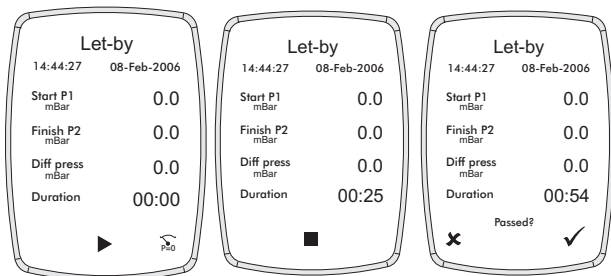 Let-by
14:44:27 08-Feb-2006
Start P1 0.0
mBar
Finish P2 0.0
mBar
Diff press 0.0
mBar
Duration 00:00
P=0
Let-by
14:44:27 08-Feb-2006
Start P1 0.0
mBar
Finish P2 0.0
mBar
Diff press 0.0
mBar
Duration 00:25
Let-by
14:44:27 08-Feb-2006
Start P1 0.0
mBar
Finish P2 0.0
mBar
Diff press 0.0
mBar
Duration 00:54
Passed?